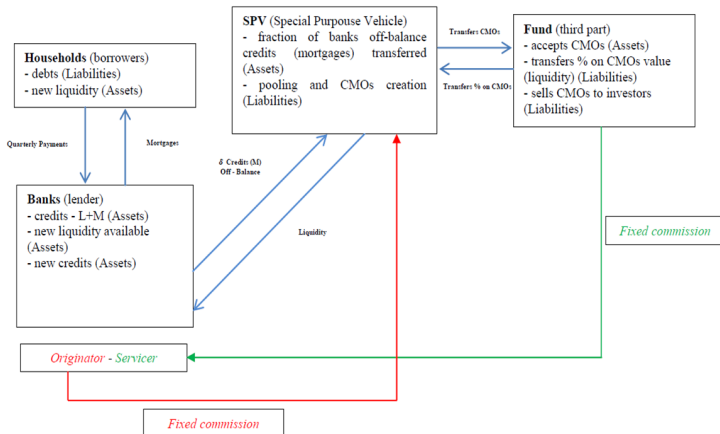 Households (borrowers)
- debts (Liabilities)
- new liquidity (Assets)
SPV (Special Purpouse Vehicle)
- fraction of banks off-balance
credits (mortgages) transferred
(Assets)
- pooling and CMOs creation
(Liabilities)
Transfers CMOs
Transfers % on CMOs
Fund (third part)
- accepts CMOs (Assets)
- transfers % on CMOs value
(liquidity) (Liabilities)
- sells CMOs to investors
(Liabilities)
Quarterly Payments
Mortgages
δ Credits (M)
Off - Balance
Liquidity
Banks (lender)
- credits - L+M (Assets)
- new liquidity available
(Assets)
- new credits (Assets)
Fixed commission
Originator - Servicer
Fixed commission